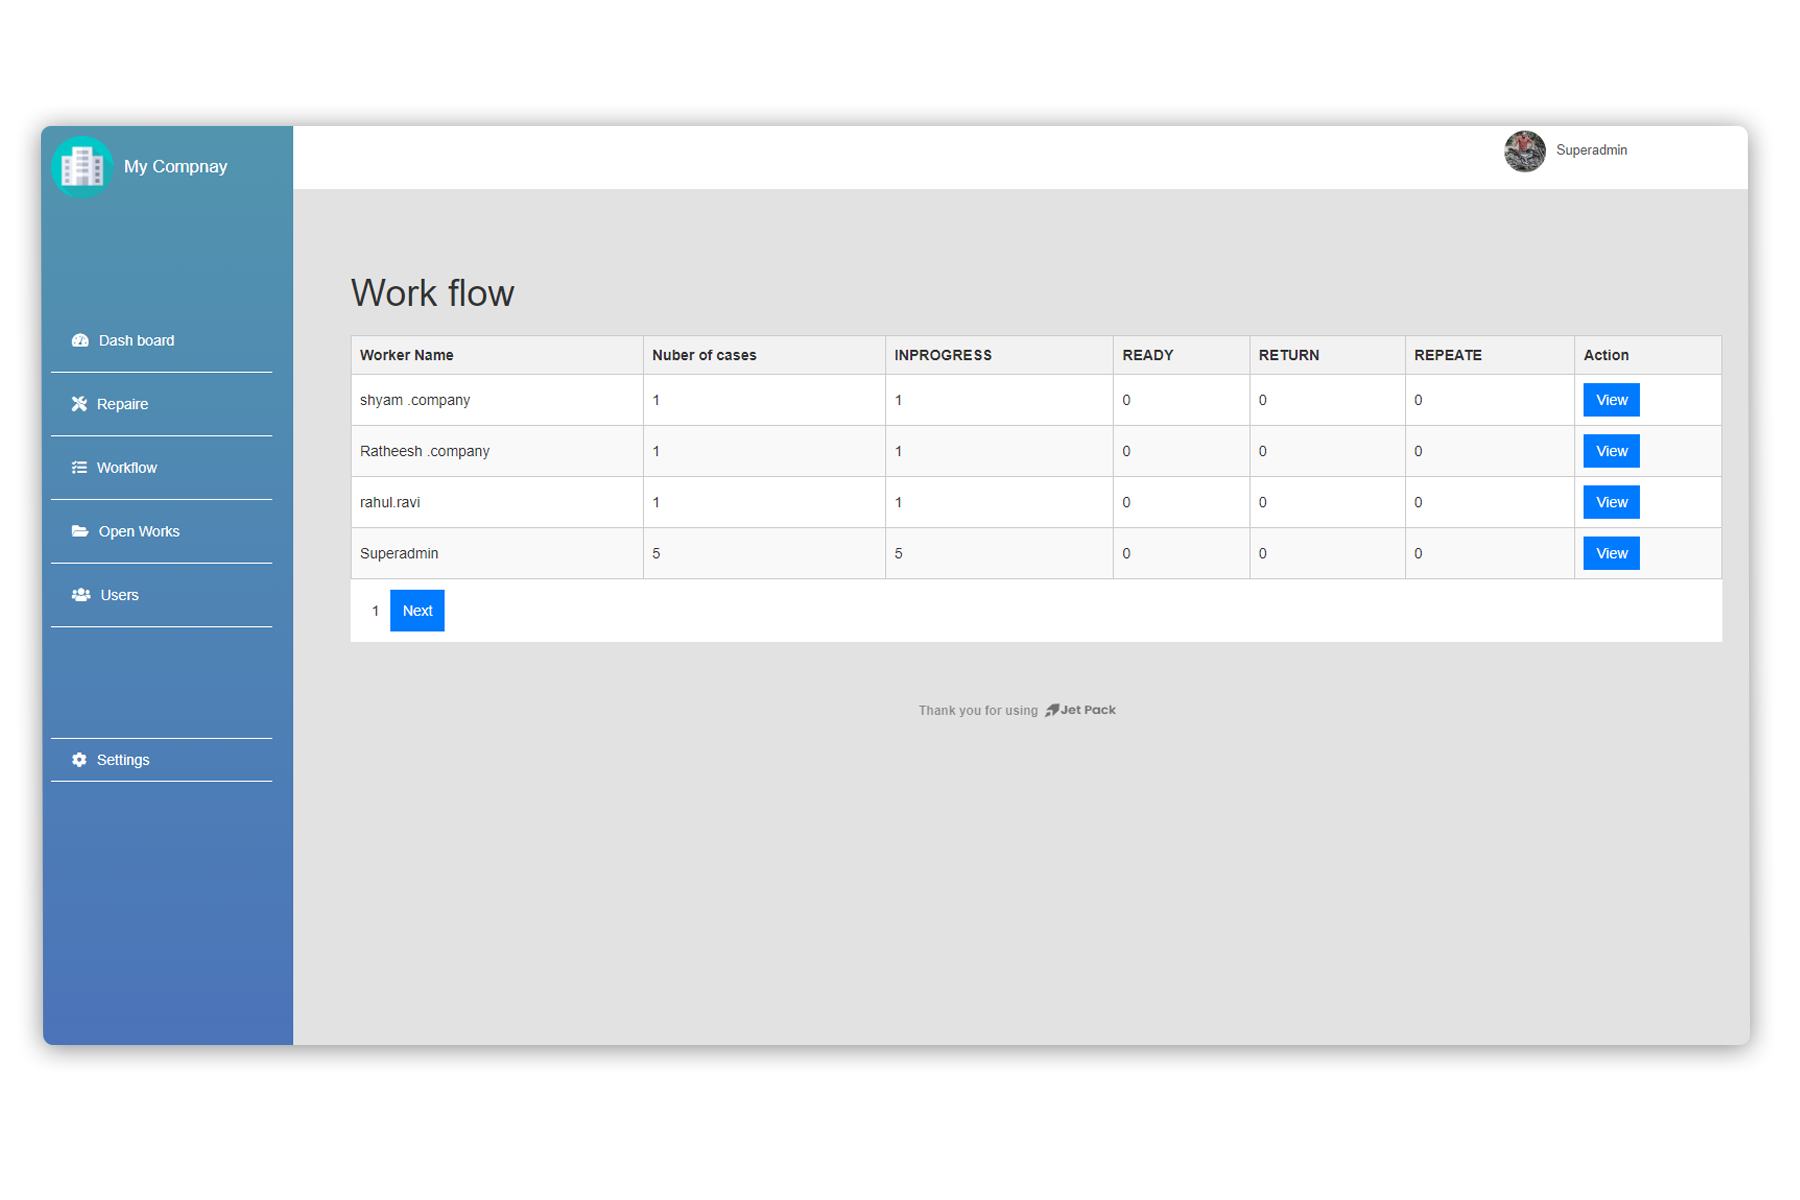 My Compnay
Superadmin
Dash board
Repaire
Workflow
Open Works
Users
Settings
Work flow
Worker Name Nuber of cases INPROGRESS READY RETURN REPEATE Action
shyam .company 1 1 0 0 0 View
Ratheesh .company 1 1 0 0 0 View
rahul.ravi 1 1 0 0 0 View
Superadmin 5 5 0 0 0 View
1 Next
Thank you for using Jet Pack